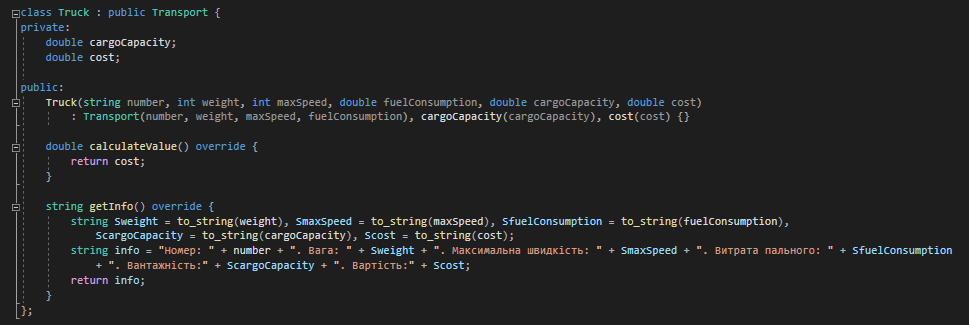 class Truck : public Transport {
private:
    double cargoCapacity;
    double cost;

public:
    Truck(string number, int weight, int maxSpeed, double fuelConsumption, double cargoCapacity, double cost)
        : Transport(number, weight, maxSpeed, fuelConsumption), cargoCapacity(cargoCapacity), cost(cost) {}

    double calculateValue() override {
        return cost;
    }

    string getInfo() override {
        string Sweight = to_string(weight), SmaxSpeed = to_string(maxSpeed), SfuelConsumption = to_string(fuelConsumption),
            ScargoCapacity = to_string(cargoCapacity), Scost = to_string(cost);
        string info = "Номер: " + number + ". Вага: " + Sweight + ". Максимальна швидкість: " + SmaxSpeed + ". Витрата пального: " + SfuelConsumption
            + ". Вантажність:" + ScargoCapacity + ". Вартість:" + Scost;
        return info;
    }
};